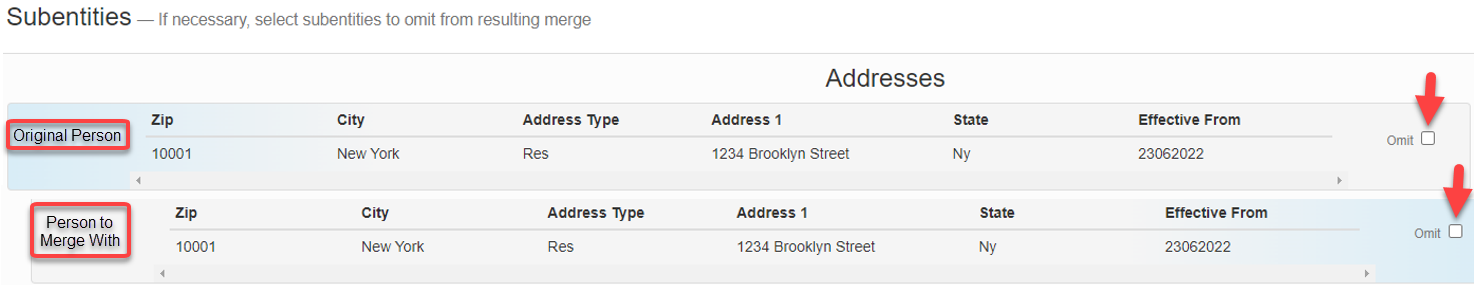 Subentities — If necessary, select subentities to omit from resulting merge
Addresses
Zip City Address Type Address 1 State Effective From
Original Person
Omit
10001 New York Res 1234 Brooklyn Street Ny 23062022
Zip City Address Type Address 1 State Effective From
Person to
Merge With
Omit
10001 New York Res 1234 Brooklyn Street Ny 23062022